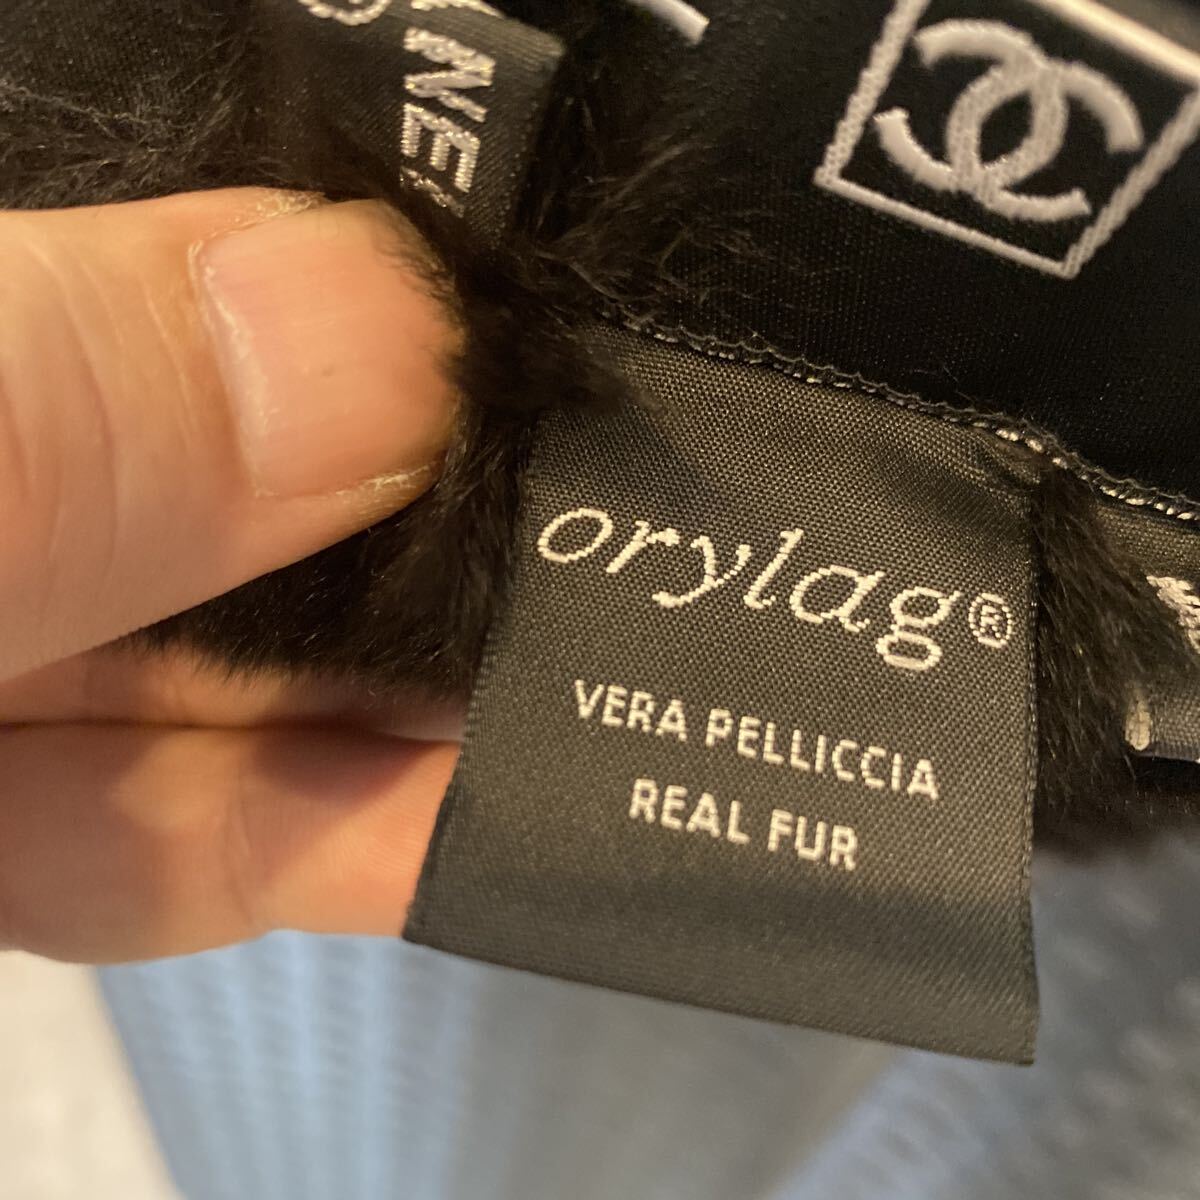 orylag®
VERA PELLICCIA
REAL FUR